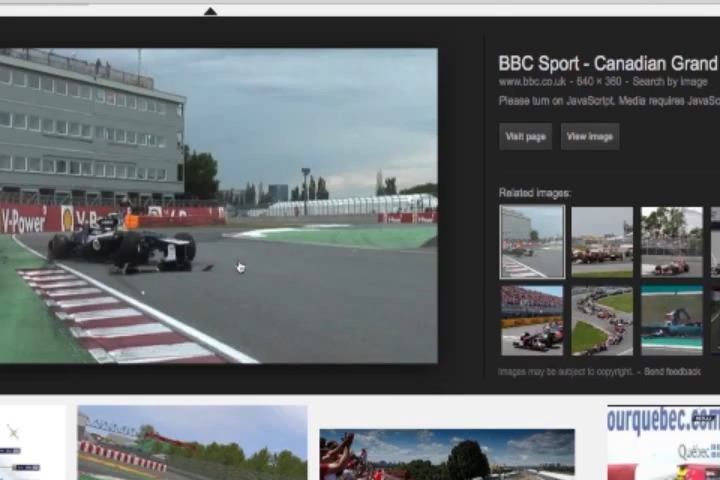 BBC Sport - Canadian Grand
www.bbc.co.uk - 640 × 360 - Search by image
Please turn on JavaScript. Media requires JavaSc
Visit page
View image
Related images:
V-Power
Images may be subject to copyright. - Send feedback
ourquebec.com
Québec